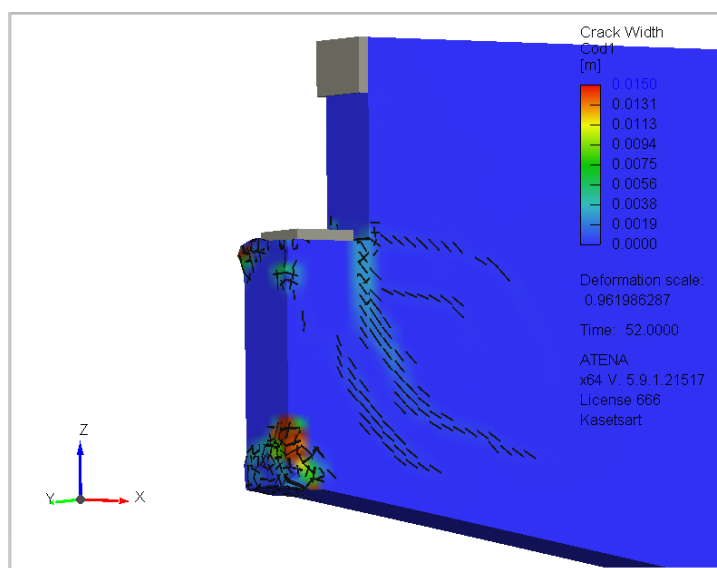 Crack Width
Cod1
[m]
0.0150
0.0131
0.0113
0.0094
0.0075
0.0056
0.0038
0.0019
0.0000
Deformation scale:
0.961986287
Time: 52.0000
ATENA
x64 V. 5.9.1.21517
License 666
Kasetsart
Z
Y
X